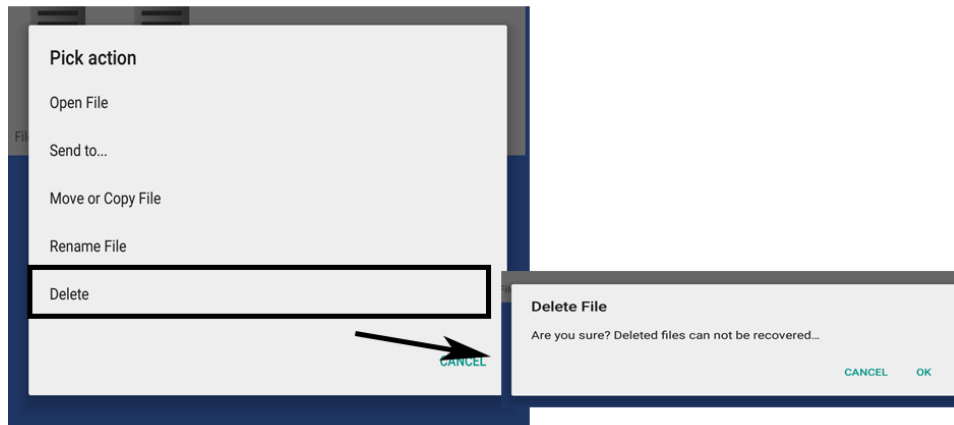 Pick action
Open File
Send to...
Move or Copy File
Rename File
Delete
CANCEL
Delete File
Are you sure? Deleted files can not be recovered...
CANCEL OK